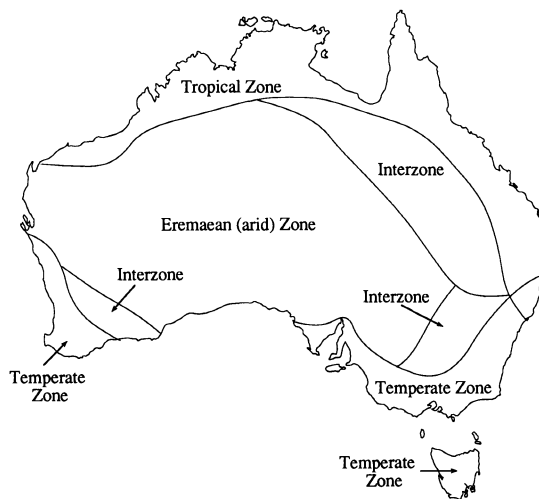 Tropical Zone
Interzone
Eremaean (arid) Zone
Interzone
Interzone
Temperate
Zone
Temperate Zone
Temperate
Zone